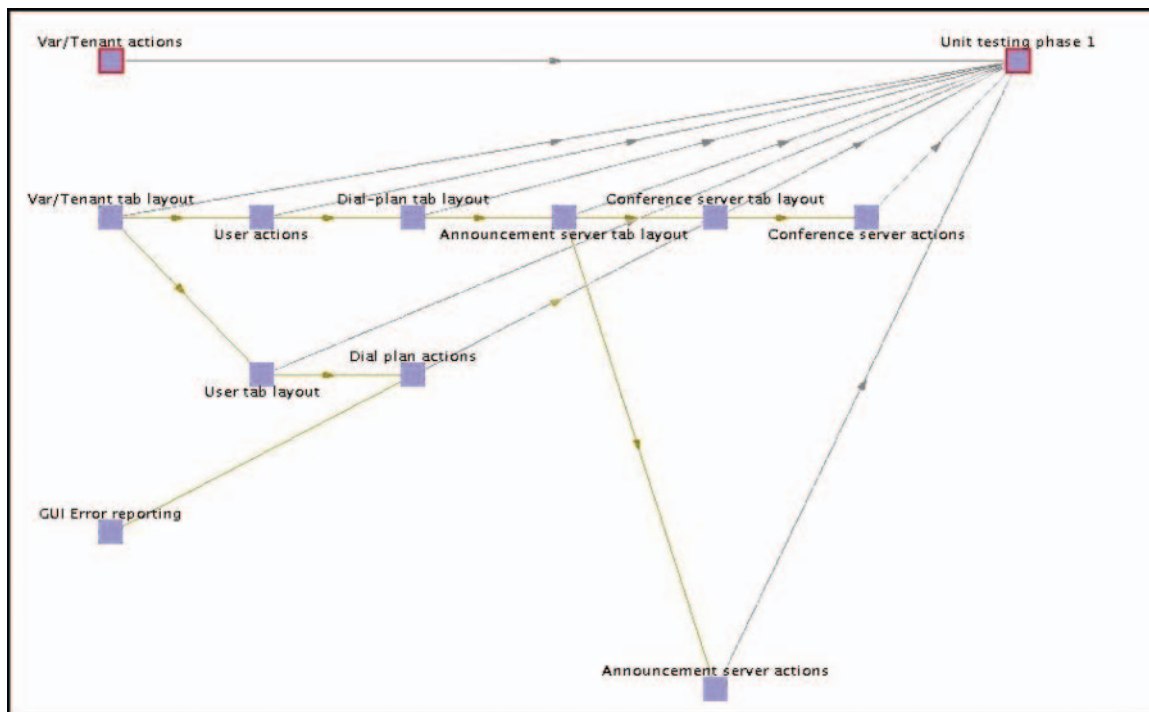 Var/Tenant actions
Unit testing phase 1
Var/Tenant tab layout
Dial-plan tab layout
Conference server tab layout
User actions
Announcement server tab layout
Conference server actions
Dial plan actions
User tab layout
GUI Error reporting
Announcement server actions